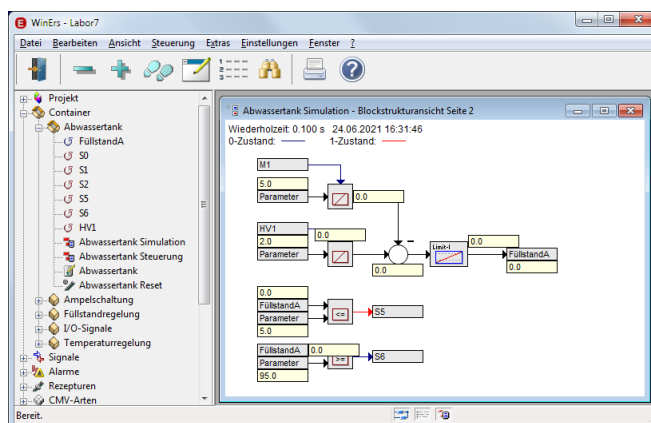 WinErs - Labor7
Datei Bearbeiten Ansicht Steuerung Extras Einstellungen Fenster ?
Projekt
Container
Abwassertank
FüllstandA
S0
S1
S2
S5
S6
HV1
Abwassertank Simulation
Abwassertank Steuerung
Abwassertank
Abwassertank Reset
Ampelschaltung
Füllstandregelung
I/O-Signale
Temperaturregelung
Signale
Alarme
Rezepturen
CMV-Arten
Abwassertank Simulation - Blockstrukturansicht Seite 2
Wiederholzeit: 0.100 s 24.06.2021 16:31:46
0-Zustand: 1-Zustand:
M1
5.0
Parameter 0.0
HV1 0.0
2.0
Parameter
0.0
Limit-I
0.0
FüllstandA
0.0
0.0
FüllstandA
Parameter <= S5
5.0
FüllstandA 0.0
Parameter >= S6
95.0
Bereit.